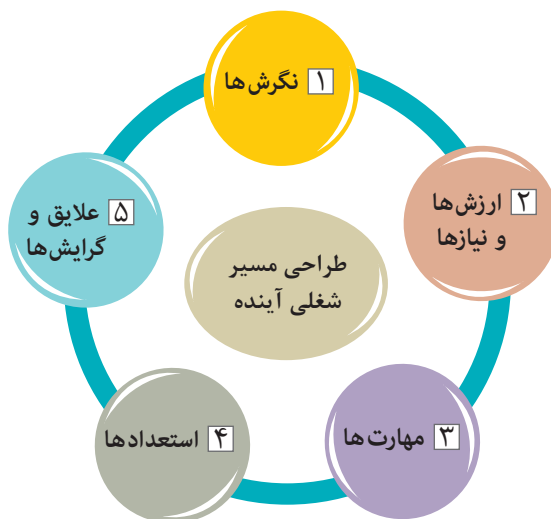 ۱ نگرش‌ها
۲ ارزش‌ها
و نیازها
۳ مهارت‌ها
۴ استعدادها
۵ علایق و
گرایش‌ها
طراحی مسیر
شغلی آینده